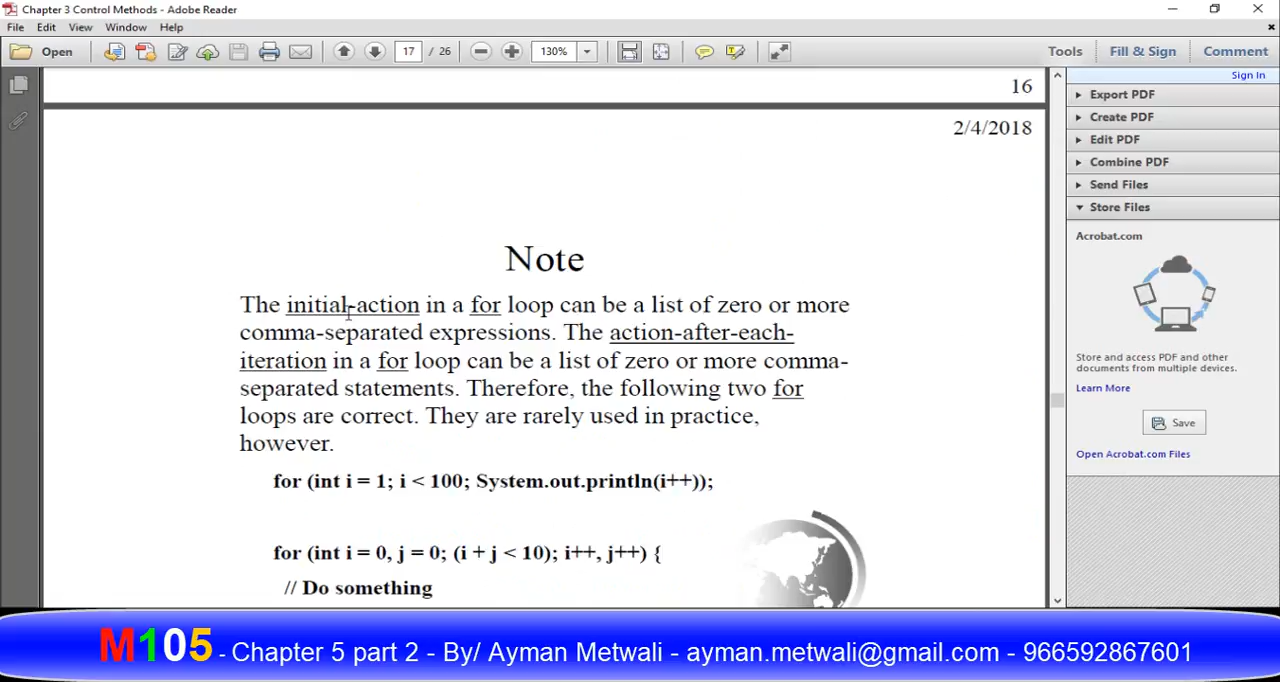 Chapter 3 Control Methods - Adobe Reader
File Edit View Window Help
Open 17 / 26 130% Tools Fill & Sign Comment
Sign In
Export PDF
Create PDF
Edit PDF
Combine PDF
Send Files
Store Files
Acrobat.com
Store and access PDF and other
documents from multiple devices.
Learn More
Save
Open Acrobat.com Files
16
2/4/2018
Note
The initial-action in a for loop can be a list of zero or more
comma-separated expressions. The action-after-each-
iteration in a for loop can be a list of zero or more comma-
separated statements. Therefore, the following two for
loops are correct. They are rarely used in practice,
however.
for (int i = 1; i < 100; System.out.println(i++));
for (int i = 0, j = 0; (i + j < 10); i++, j++) {
// Do something
M105 - Chapter 5 part 2 - By/ Ayman Metwali - ayman.metwali@gmail.com - 966592867601